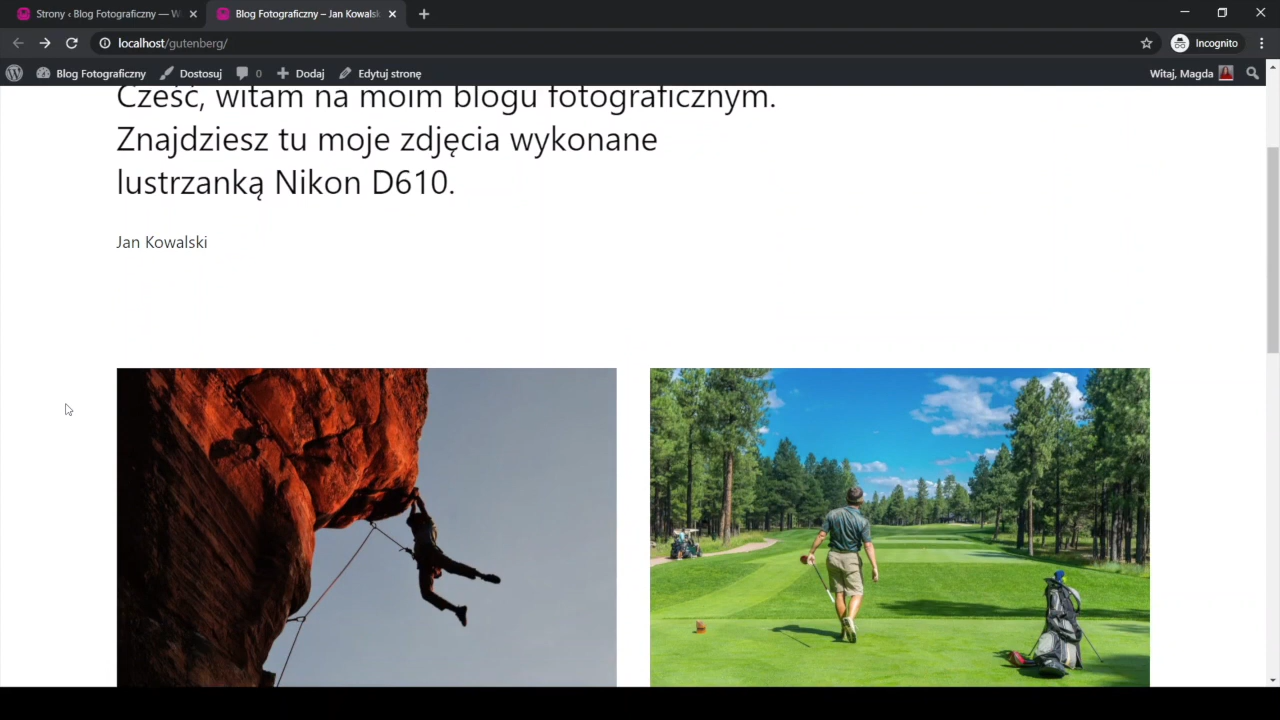 Strony ‹ Blog Fotograficzny — W
Blog Fotograficzny – Jan Kowalsk
localhost/gutenberg/
Incognito
Blog Fotograficzny
Dostosuj
0
Dodaj
Edytuj stronę
Witaj, Magda
Cześć, witam na moim blogu fotograficznym.
Znajdziesz tu moje zdjęcia wykonane
lustrzanką Nikon D610.
Jan Kowalski